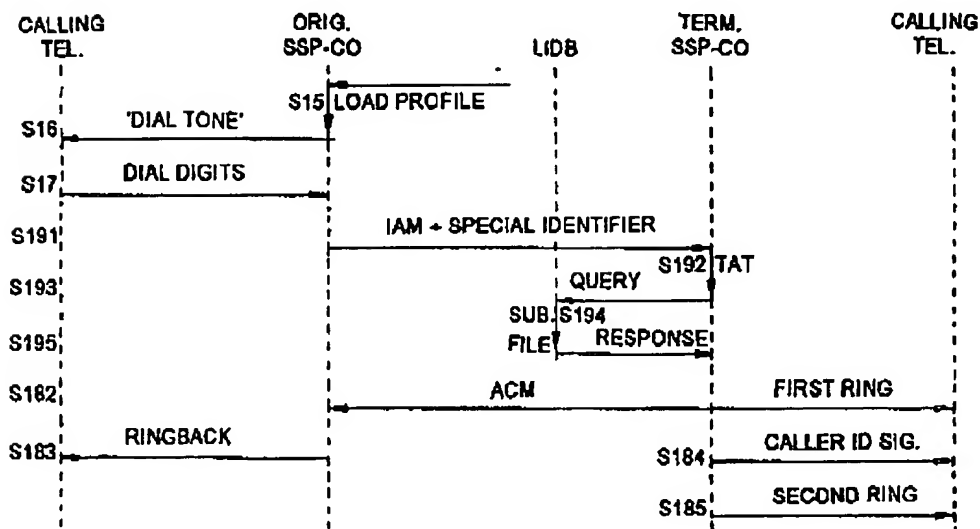 CALLING TEL.
ORIG. SSP-CO
LIDB
TERM. SSP-CO
CALLING TEL.
S15 LOAD PROFILE
S16 'DIAL TONE'
S17 DIAL DIGITS
S191 IAM + SPECIAL IDENTIFIER
S192 TAT
S193 QUERY
SUB. S194
FILE
S195 RESPONSE
S182 ACM FIRST RING
S183 RINGBACK S184 CALLER ID SIG.
S185 SECOND RING